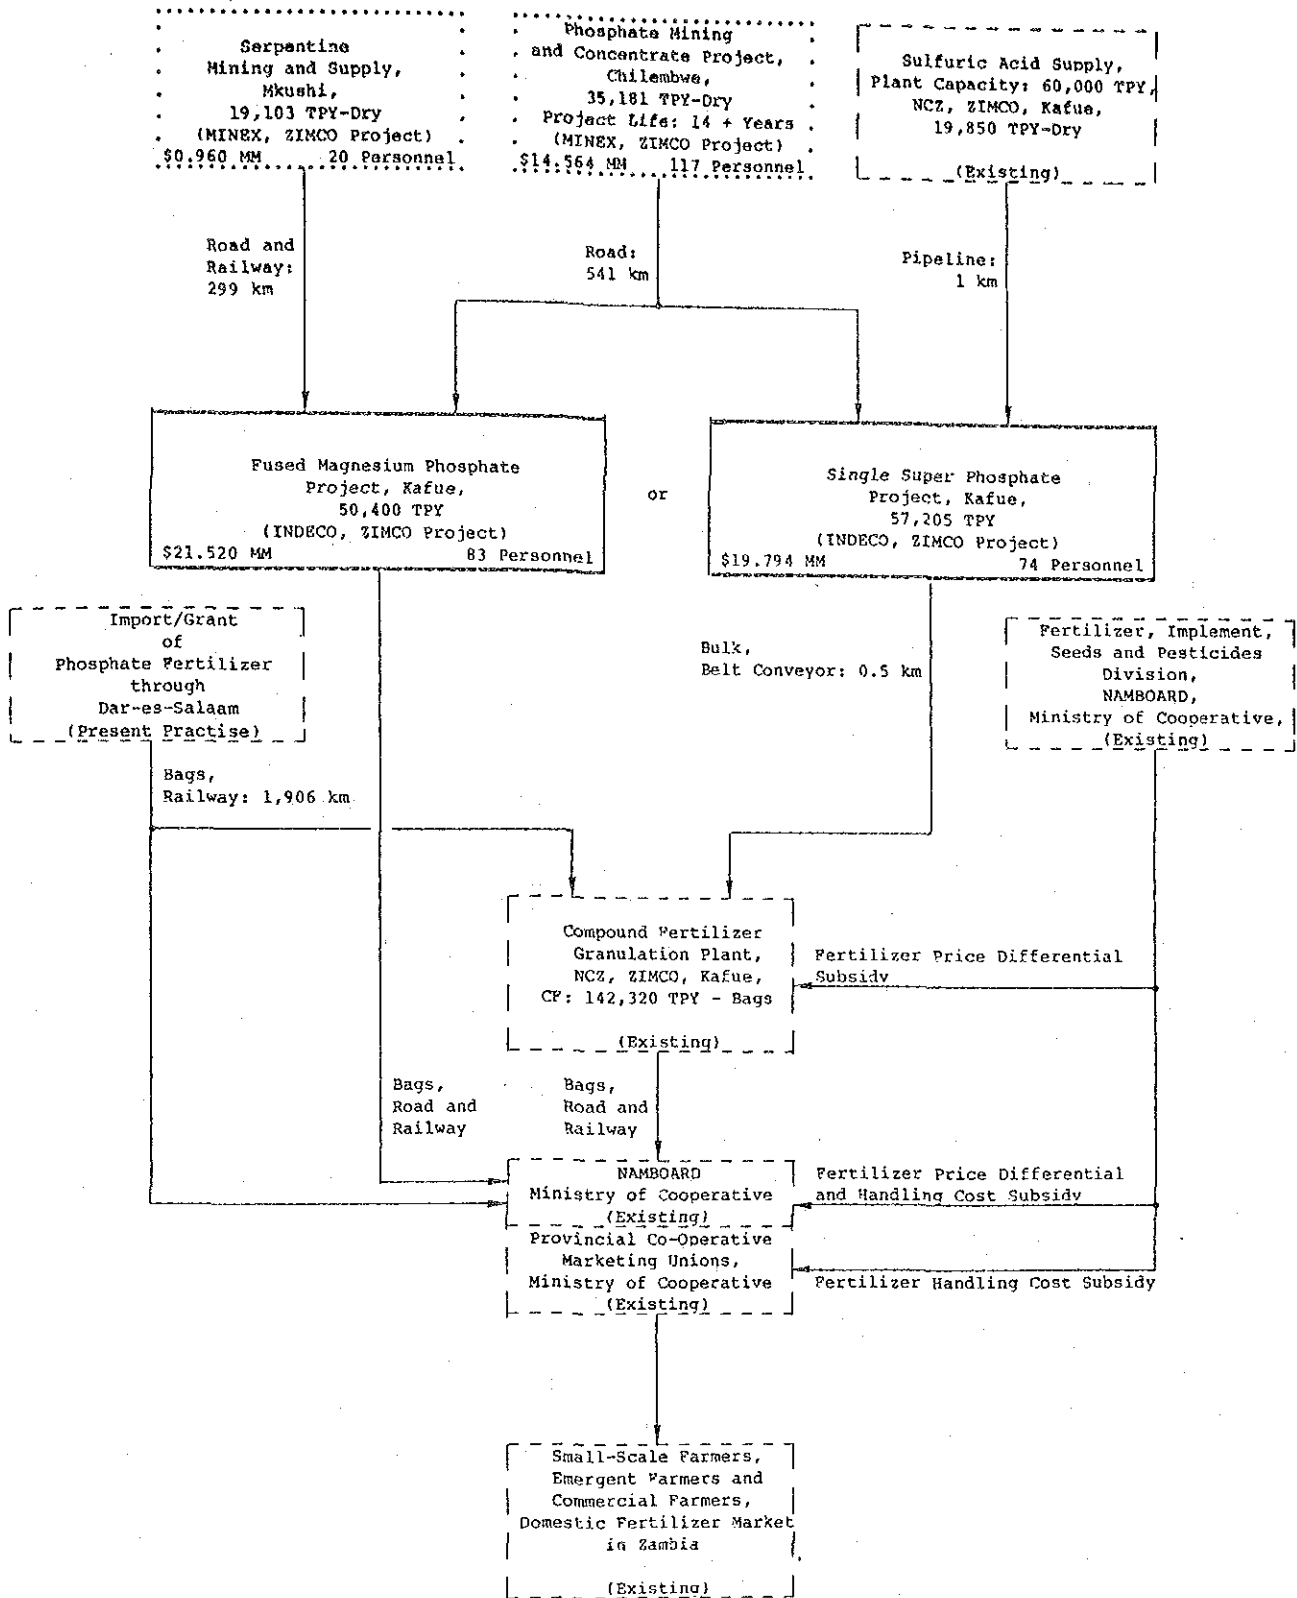 Serpentine
Mining and Supply,
Mkushi,
19,103 TPY-Dry
(MINEX, ZIMCO Project)
$0.960 MM 20 Personnel
Phosphate Mining
and Concentrate Project,
Chilembwe,
35,181 TPY-Dry
Project Life: 14 + Years
(MINEX, ZIMCO Project)
$14.564 MM 117 Personnel
Sulfuric Acid Supply,
Plant Capacity: 60,000 TPY,
NCZ, ZIMCO, Kafue,
19,850 TPY-Dry
(Existing)
Road and
Railway:
299 km
Road:
541 km
Pipeline:
1 km
Fused Magnesium Phosphate
Project, Kafue,
50,400 TPY
(INDECO, ZIMCO Project)
$21.520 MM 83 Personnel
or
Single Super Phosphate
Project, Kafue,
57,205 TPY
(INDECO, ZIMCO Project)
$19.794 MM 74 Personnel
Import/Grant
of
Phosphate Fertilizer
through
Dar-es-Salaam
(Present Practise)
Bulk,
Belt Conveyor: 0.5 km
Fertilizer, Implement,
Seeds and Pesticides
Division,
NAMBOARD,
Ministry of Cooperative,
(Existing)
Bags,
Railway: 1,906 km
Compound Fertilizer
Granulation Plant,
NCZ, ZIMCO, Kafue,
CF: 142,320 TPY - Bags
(Existing)
Fertilizer Price Differential
Subsidy
Bags,
Road and
Railway
Bags,
Road and
Railway
NAMBOARD
Ministry of Cooperative
(Existing)
Fertilizer Price Differential
and Handling Cost Subsidy
Provincial Co-Operative
Marketing Unions,
Ministry of Cooperative
(Existing)
Fertilizer Handling Cost Subsidy
Small-Scale Farmers,
Emergent Farmers and
Commercial Farmers,
Domestic Fertilizer Market
in Zambia
(Existing)